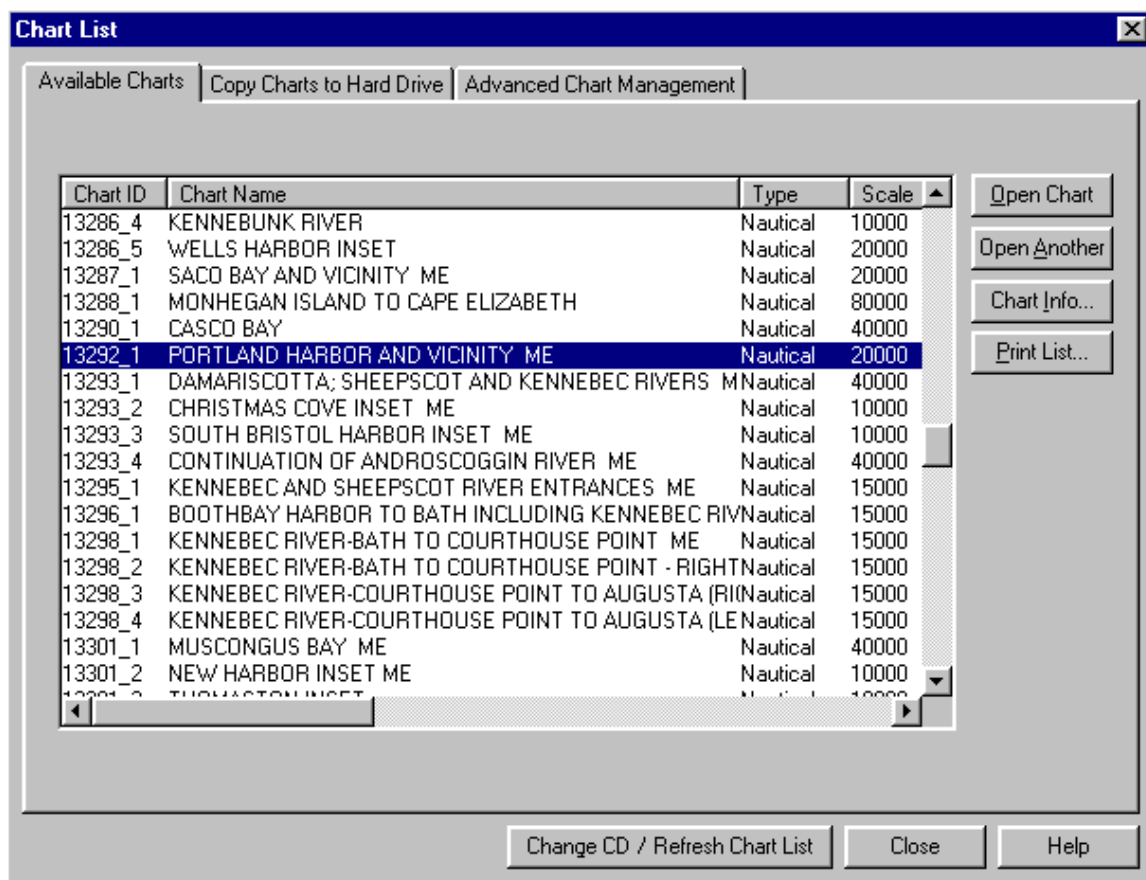 Chart List
Available Charts Copy Charts to Hard Drive Advanced Chart Management
Chart ID Chart Name Type Scale Open Chart
13286_4 KENNEBUNK RIVER Nautical 10000
13286_5 WELLS HARBOR INSET Nautical 20000 Open Another
13287_1 SACO BAY AND VICINITY ME Nautical 20000
13288_1 MONHEGAN ISLAND TO CAPE ELIZABETH Nautical 80000 Chart Info...
13290_1 CASCO BAY Nautical 40000
13292_1 PORTLAND HARBOR AND VICINITY ME Nautical 20000 Print List...
13293_1 DAMARISCOTTA; SHEEPSCOT AND KENNEBEC RIVERS M Nautical 40000
13293_2 CHRISTMAS COVE INSET ME Nautical 10000
13293_3 SOUTH BRISTOL HARBOR INSET ME Nautical 10000
13293_4 CONTINUATION OF ANDROSCOGGIN RIVER ME Nautical 40000
13295_1 KENNEBEC AND SHEEPSCOT RIVER ENTRANCES ME Nautical 15000
13296_1 BOOTHBAY HARBOR TO BATH INCLUDING KENNEBEC RIV Nautical 15000
13298_1 KENNEBEC RIVER-BATH TO COURTHOUSE POINT ME Nautical 15000
13298_2 KENNEBEC RIVER-BATH TO COURTHOUSE POINT - RIGHT Nautical 15000
13298_3 KENNEBEC RIVER-COURTHOUSE POINT TO AUGUSTA (RI Nautical 15000
13298_4 KENNEBEC RIVER-COURTHOUSE POINT TO AUGUSTA (LE Nautical 15000
13301_1 MUSCONGUS BAY ME Nautical 40000
13301_2 NEW HARBOR INSET ME Nautical 10000
Change CD / Refresh Chart List Close Help